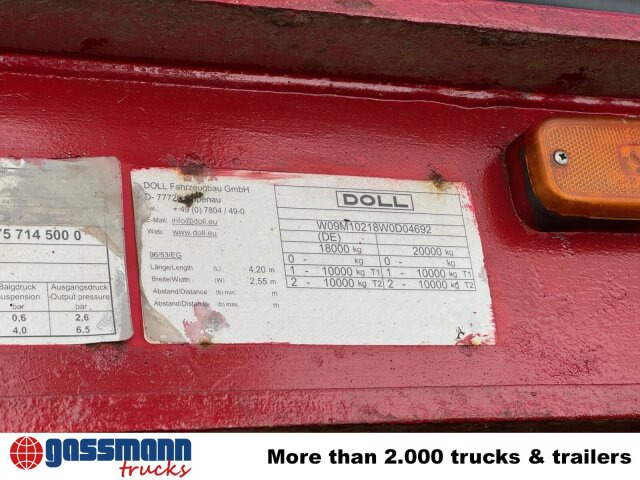 75 714 500 0
Balgdruck
Suspension
bar
Ausgangsdruck
-Output pressure
bar
0.6
2,6
4.0
6.5
DOLL Fahrzeugbau GmbH
D- 77728 Oppenau
Tel.: + 49 (0) 7804 / 49-0
E-Mail: info@doll.eu
Web: www.doll.eu
96/53/EG
Länge/Length (L) - 4,20 m
Breite/Width (W) - 2,55 m
Abstand/Distance (b) min - m
Abstand/Distance (b) max. - m
DOLL
W09M10218W0D04692
(DE)
18000 kg 20000 kg
0 - kg 0 - kg
1 - 10000 kg T1 1 - 10000 kg T1
2 - 10000 kg T2 2 - 10000 kg T2
gassmann
trucks
More than 2.000 trucks & trailers